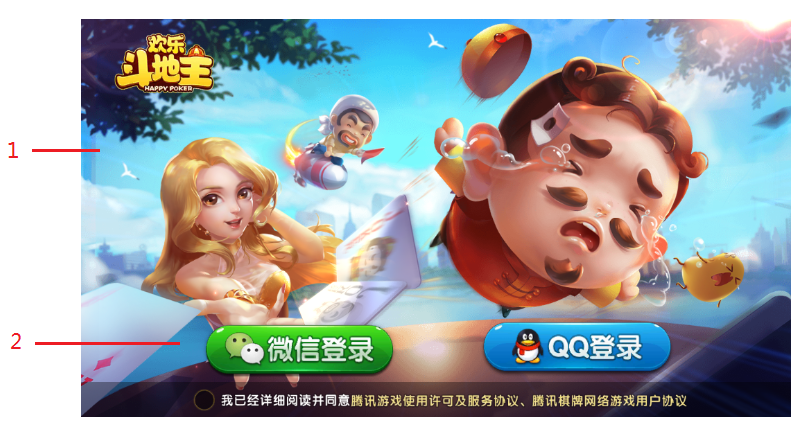 欢乐
斗地主
HAPPY POKER
1
2
微信登录
QQ登录
我已经详细阅读并同意腾讯游戏使用许可及服务协议、腾讯棋牌网络游戏用户协议